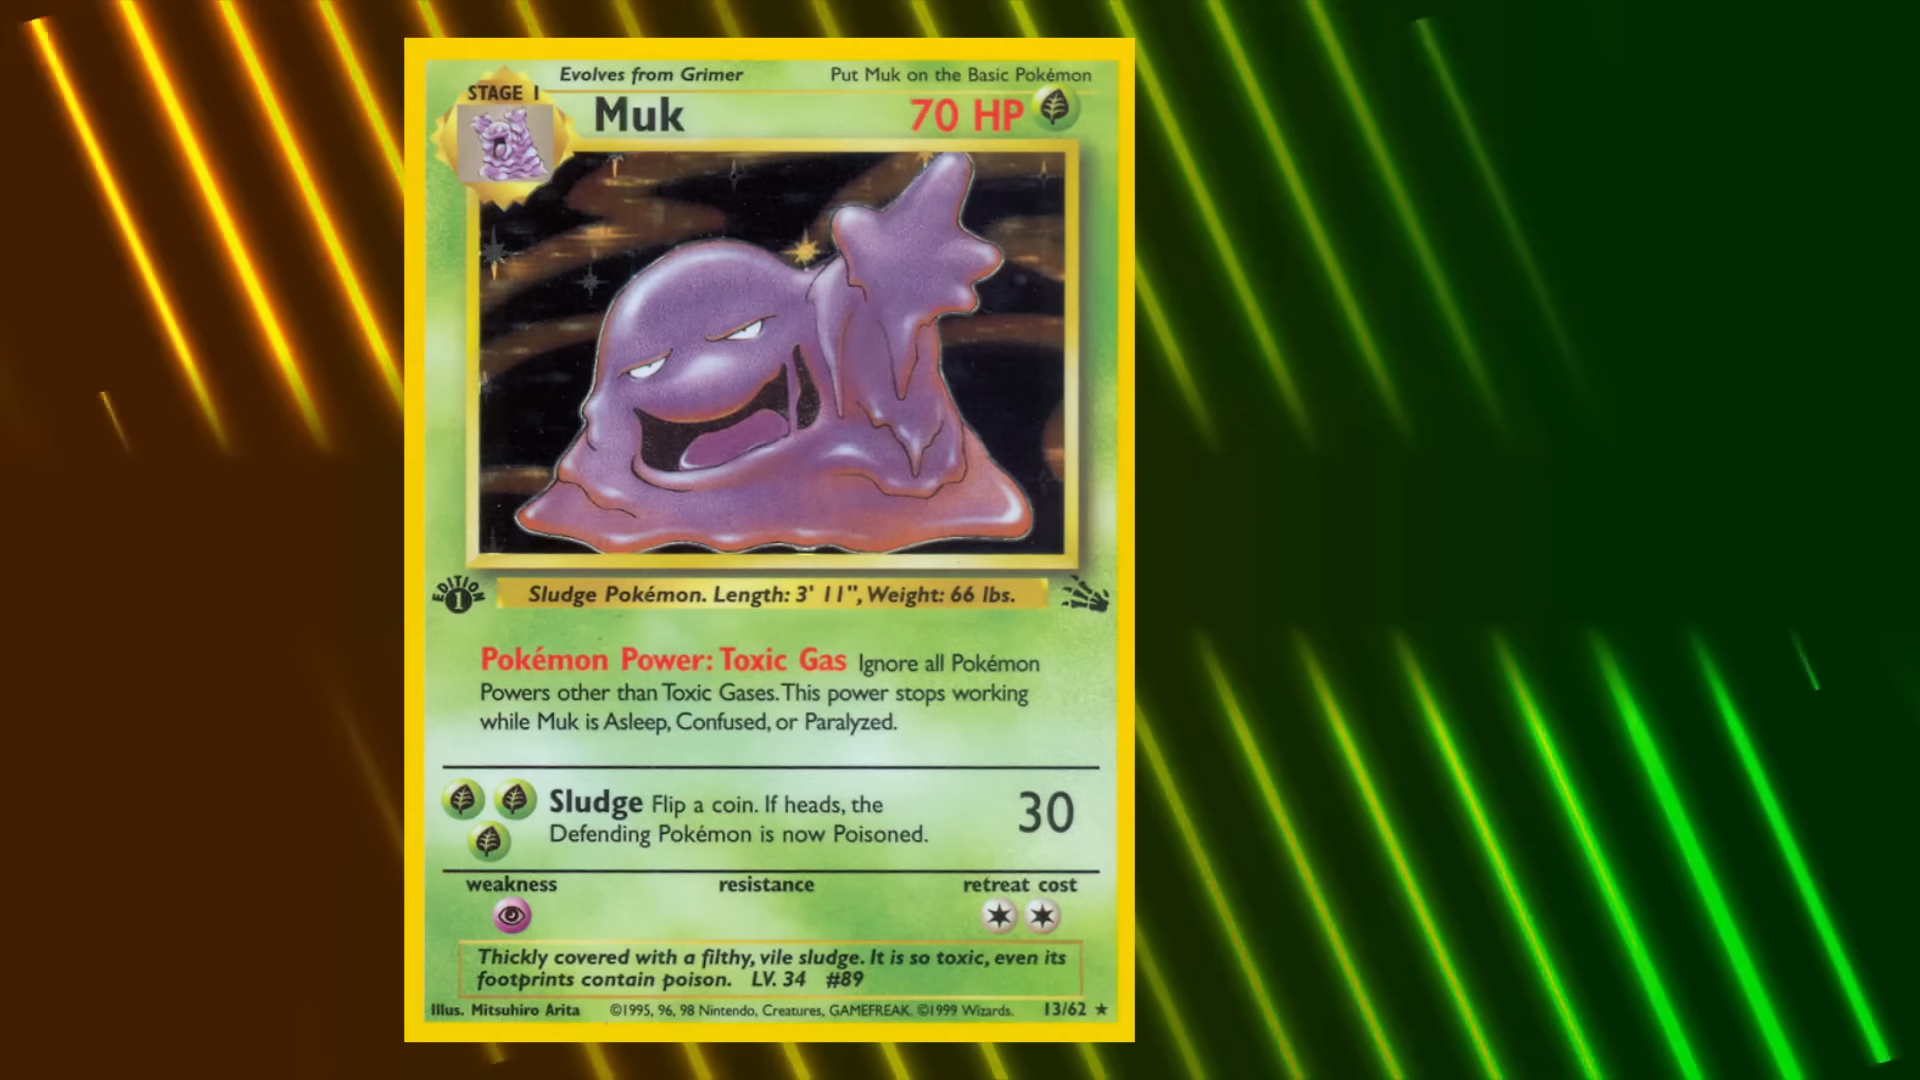 Evolves from Grimer
Put Muk on the Basic Pokémon
STAGE 1
Muk
70 HP
EDITION
1
Sludge Pokémon. Length: 3' 11", Weight: 66 lbs.
Pokémon Power: Toxic Gas Ignore all Pokémon
Powers other than Toxic Gases. This power stops working
while Muk is Asleep, Confused, or Paralyzed.
Sludge Flip a coin. If heads, the
Defending Pokémon is now Poisoned.
30
weakness
resistance
retreat cost
Thickly covered with a filthy, vile sludge. It is so toxic, even its
footprints contain poison. LV. 34 #89
Illus. Mitsuhiro Arita
©1995, 96, 98 Nintendo, Creatures, GAMEFREAK. ©1999 Wizards.
13/62 ★